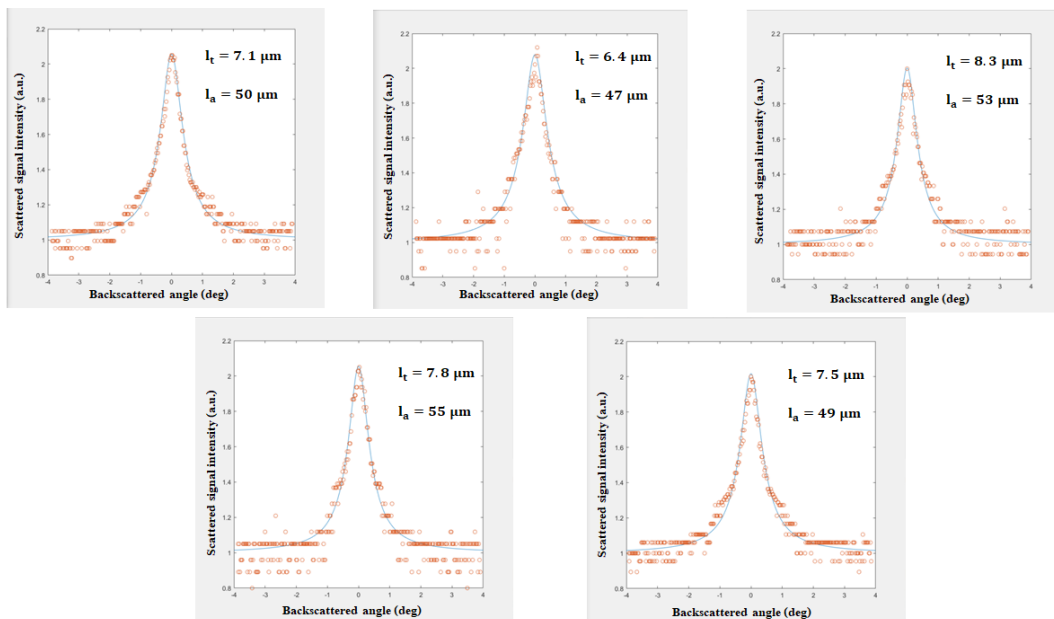 2.2
2
1.8
1.6
1.4
1.2
1
0.8
-4 -3 -2 -1 0 1 2 3 4
Scattered signal intensity (a.u.)
Backscattered angle (deg)
lt = 7.1 μm
la = 50 μm
2.2
2
1.8
1.6
1.4
1.2
1
0.8
-4 -3 -2 -1 0 1 2 3 4
Scattered signal intensity (a.u.)
Backscattered angle (deg)
lt = 6.4 μm
la = 47 μm
2.2
2
1.8
1.6
1.4
1.2
1
0.8
-4 -3 -2 -1 0 1 2 3 4
Scattered signal intensity (a.u.)
Backscattered angle (deg)
lt = 8.3 μm
la = 53 μm
2.2
2
1.8
1.6
1.4
1.2
1
0.8
-4 -3 -2 -1 0 1 2 3 4
Scattered signal intensity (a.u.)
Backscattered angle (deg)
lt = 7.8 μm
la = 55 μm
2.2
2
1.8
1.6
1.4
1.2
1
0.8
-4 -3 -2 -1 0 1 2 3 4
Scattered signal intensity (a.u.)
Backscattered angle (deg)
lt = 7.5 μm
la = 49 μm